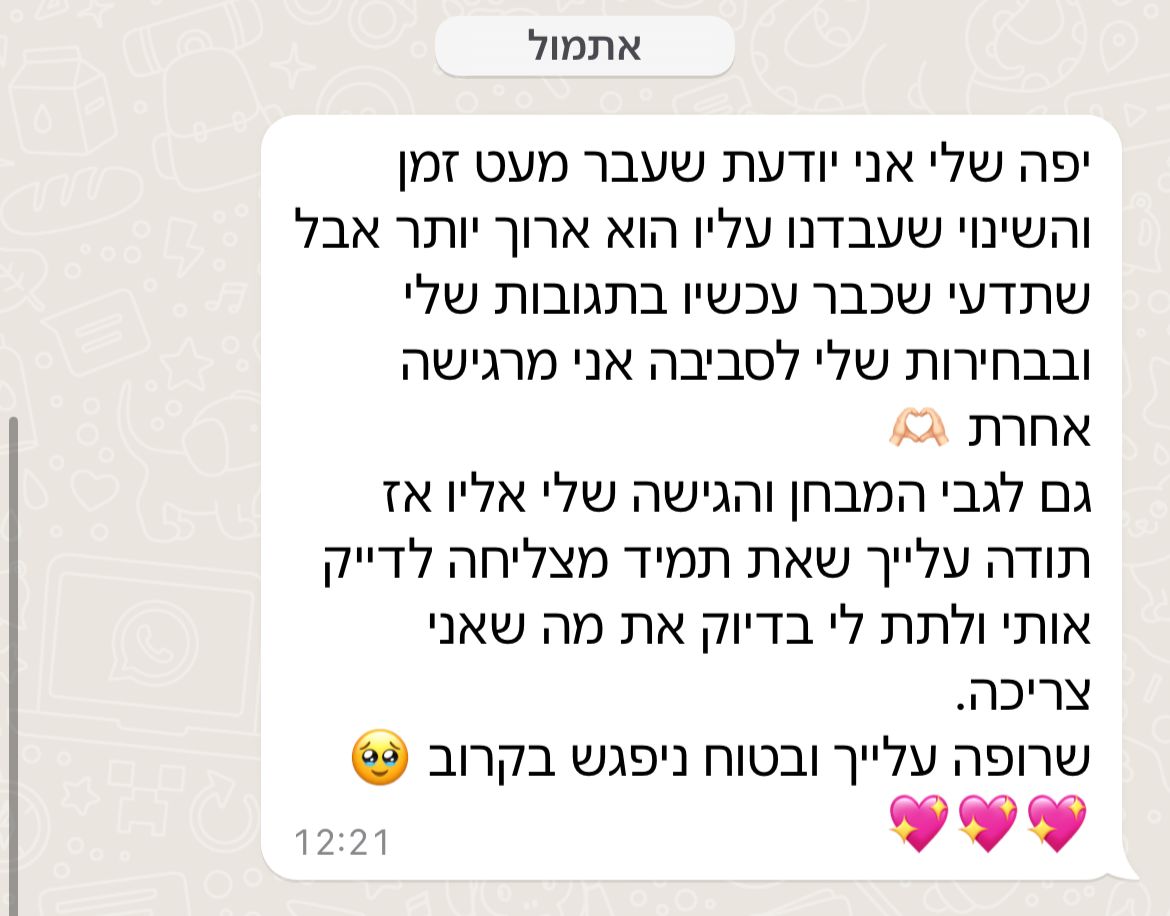 אתמול
יפה שלי אני יודעת שעבר מעט זמן
והשינוי שעבדנו עליו הוא ארוך יותר אבל
שתדעי שכבר עכשיו בתגובות שלי
ובבחירות שלי לסביבה אני מרגישה
אחרת 🫶🏻
גם לגבי המבחן והגישה שלי אליו אז
תודה עלייך שאת תמיד מצליחה לדייק
אותי ולתת לי בדיוק את מה שאני
צריכה.
שרופה עלייך ובטוח ניפגש בקרוב 🥹
💖💖💖
12:21